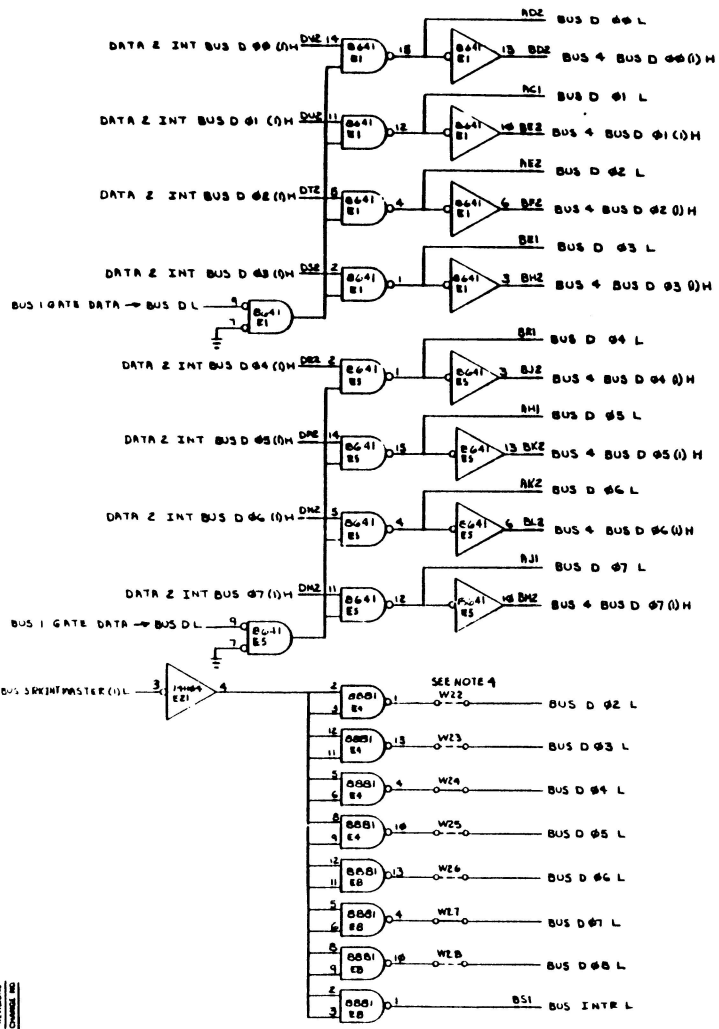 AD2 BUS D ØØ L
DATA 2 INT BUS D ØØ (1)H DV2 14 8641 E1 15 8641 E1 13 BD2 BUS 4 BUS D ØØ (1) H
AC1 BUS D Ø1 L
DATA 2 INT BUS D Ø1 (1)H DU2 11 8641 E1 12 8641 E1 1Ø BE2 BUS 4 BUS D Ø1 (1) H
AE2 BUS D Ø2 L
DATA 2 INT BUS D Ø2 (1)H DT2 5 8641 E1 4 8641 E1 6 BF2 BUS 4 BUS D Ø2 (1) H
BE1 BUS D Ø3 L
DATA 2 INT BUS D Ø3 (1)H DS2 2 8641 E1 1 8641 E1 3 BH2 BUS 4 BUS D Ø3 (1) H
BUS 1 GATE DATA → BUS D L 9 7 8641 E1
BUS D Ø4 L
DATA 2 INT BUS D Ø4 (1)H 2 8641 E5 1 8641 E5 3 BJ2 BUS 4 BUS D Ø4 (1) H
AH1 BUS D Ø5 L
DATA 2 INT BUS D Ø5 (1)H 14 8641 E5 15 8641 E5 13 BK2 BUS 4 BUS D Ø5 (1) H
AK2 BUS D Ø6 L
DATA 2 INT BUS D Ø6 (1)H 5 8641 E5 4 8641 E5 6 BL2 BUS 4 BUS D Ø6 (1) H
AJ1 BUS D Ø7 L
DATA 2 INT BUS Ø7 (1)H 11 8641 E5 12 8641 E5 1Ø BM2 BUS 4 BUS D Ø7 (1) H
BUS 1 GATE DATA → BUS D L 9 7 8641 E5
BUS 5 RKINTMASTER (1) L 3 74H04 E21 4
SEE NOTE 4
2 3 8881 E4 1 W22 BUS D Ø2 L
12 11 8881 E4 13 W23 BUS D Ø3 L
5 6 8881 E4 4 W24 BUS D Ø4 L
8 9 8881 E4 1Ø W25 BUS D Ø5 L
12 11 8881 E8 13 W26 BUS D Ø6 L
5 6 8881 E8 4 W27 BUS D Ø7 L
8 9 8881 E8 1Ø W28 BUS D Ø8 L
2 3 8881 E8 1 BS1 BUS INTR L
REVISIONS
CHANGE NO